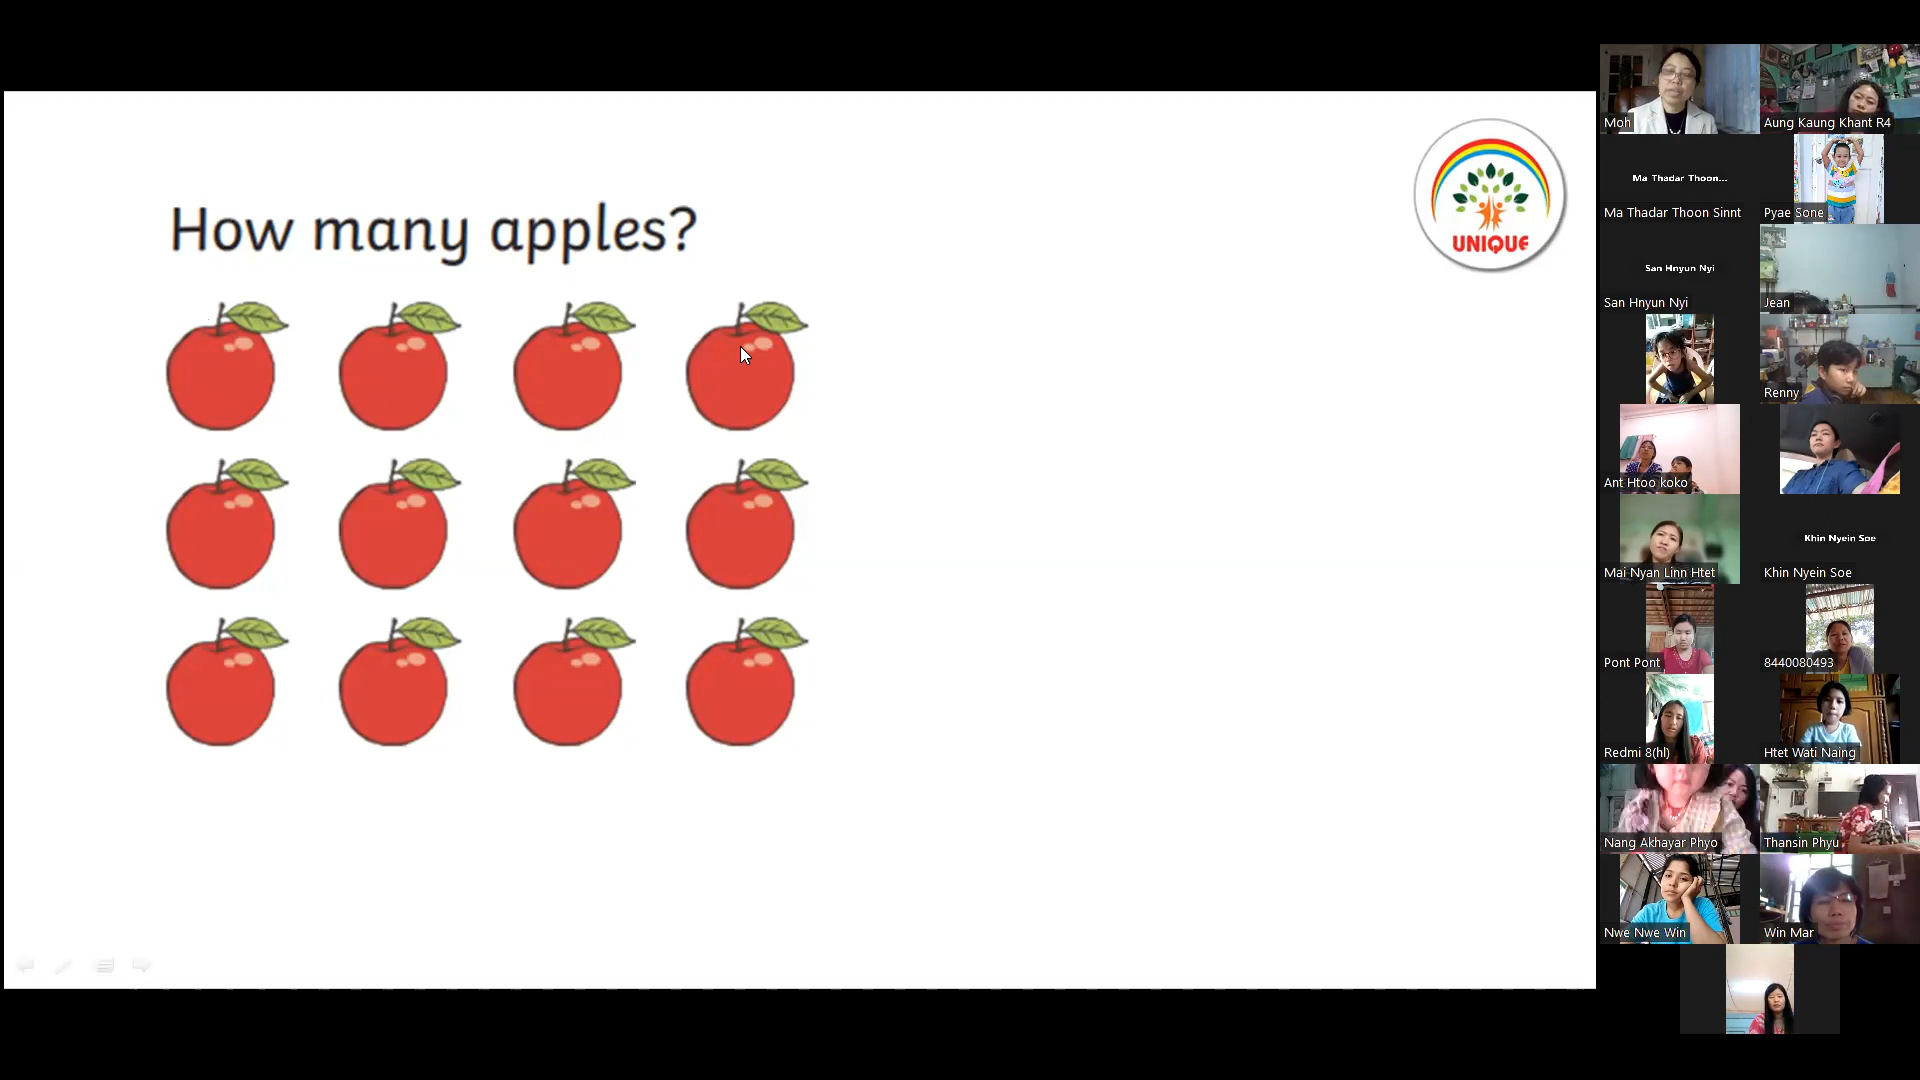 How many apples?
UNIQUE
Moh
Aung Kaung Khant R4
Ma Thadar Thoon...
Ma Thadar Thoon Sinnt
Pyae Sone
San Hnyun Nyi
San Hnyun Nyi
Jean
Renny
Ant Htoo koko
Mai Nyan Linn Htet
Khin Nyein Soe
Khin Nyein Soe
Pont Pont
8440080493
Redmi 8(hl)
Htet Wati Naing
Nang Akhayar Phyo
Thansin Phyu
Nwe Nwe Win
Win Mar